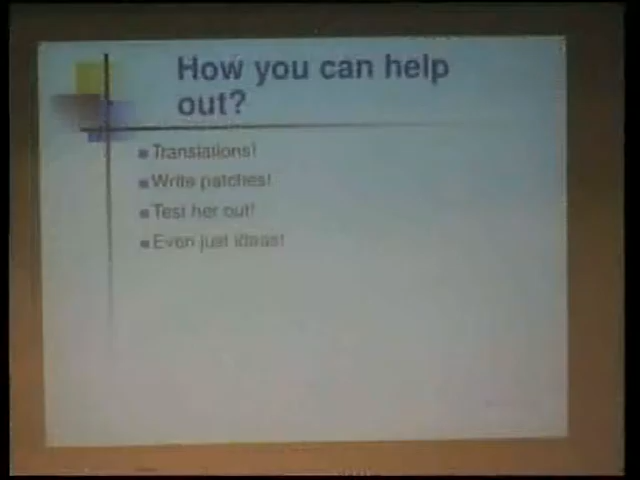 How you can help
out?
Translations!
Write patches!
Test her out!
Even just ideas!